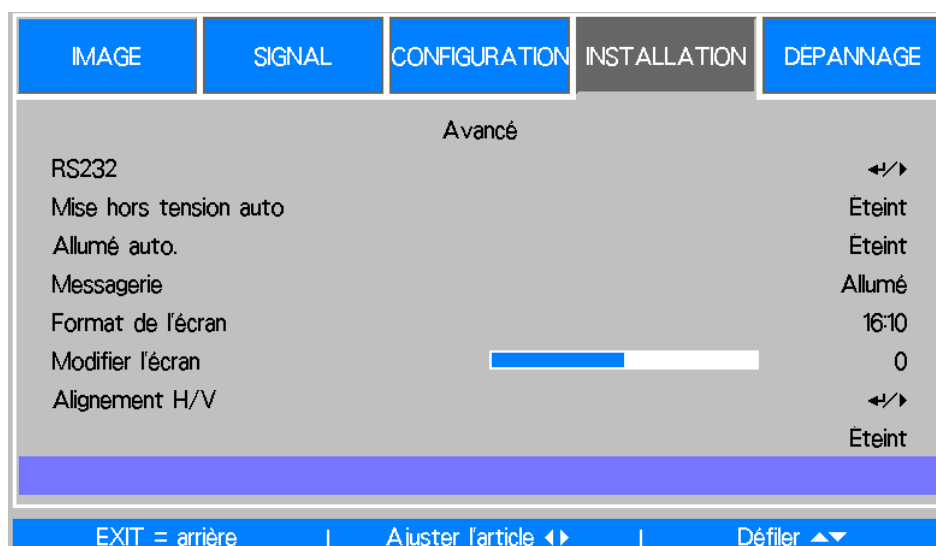 IMAGE SIGNAL CONFIGURATION INSTALLATION DÉPANNAGE
Avancé
RS232 ↵/▶
Mise hors tension auto Éteint
Allumé auto. Éteint
Messagerie Allumé
Format de l'écran 16:10
Modifier l'écran 0
Alignement H/V ↵/▶
Éteint
EXIT = arrière | Ajuster l'article ◀▶ | Défiler ▲▼